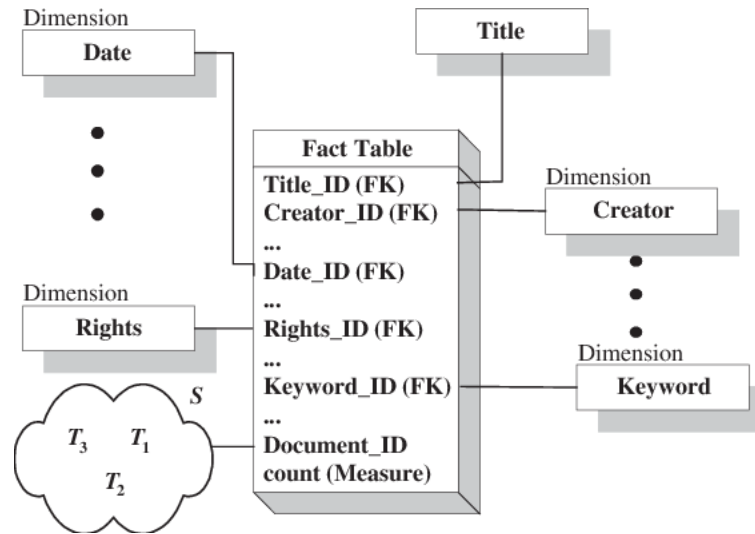 Dimension
Date
Title
Fact Table
Title_ID (FK)
Creator_ID (FK)
...
Date_ID (FK)
...
Rights_ID (FK)
...
Keyword_ID (FK)
...
Document_ID
count (Measure)
Dimension
Creator
Dimension
Rights
Dimension
Keyword
S
T3 T1
T2